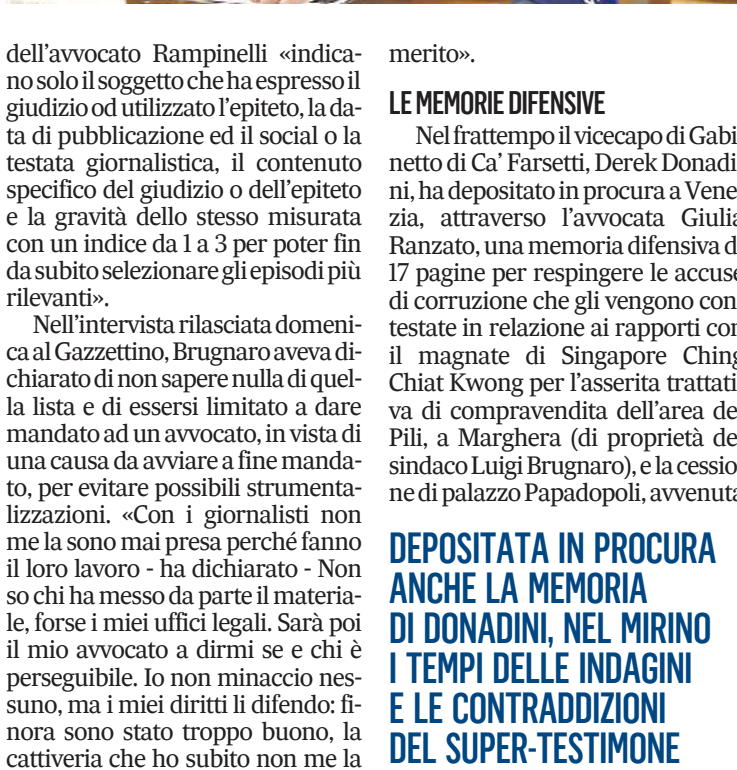 dell'avvocato Rampinelli «indica-
no solo il soggetto che ha espresso il
giudizio od utilizzato l'epiteto, la da-
ta di pubblicazione ed il social o la
testata giornalistica, il contenuto
specifico del giudizio o dell'epiteto
e la gravità dello stesso misurata
con un indice da 1 a 3 per poter fin
da subito selezionare gli episodi più
rilevanti».
Nell'intervista rilasciata domeni-
ca al Gazzettino, Brugnaro aveva di-
chiarato di non sapere nulla di quel-
la lista e di essersi limitato a dare
mandato ad un avvocato, in vista di
una causa da avviare a fine manda-
to, per evitare possibili strumenta-
lizzazioni. «Con i giornalisti non
me la sono mai presa perché fanno
il loro lavoro - ha dichiarato - Non
so chi ha messo da parte il materia-
le, forse i miei uffici legali. Sarà poi
il mio avvocato a dirmi se e chi è
perseguibile. Io non minaccio nes-
suno, ma i miei diritti li difendo: fi-
nora sono stato troppo buono, la
cattiveria che ho subito non me la
merito».
LE MEMORIE DIFENSIVE
Nel frattempo il vicecapo di Gabi
netto di Ca' Farsetti, Derek Donadi
ni, ha depositato in procura a Vene
zia, attraverso l'avvocata Giulia
Ranzato, una memoria difensiva d
17 pagine per respingere le accuse
di corruzione che gli vengono con
testate in relazione ai rapporti con
il magnate di Singapore Ching
Chiat Kwong per l'asserita trattati
va di compravendita dell'area de
Pili, a Marghera (di proprietà de
sindaco Luigi Brugnaro), e la cessio
ne di palazzo Papadopoli, avvenuta
DEPOSITATA IN PROCURA
ANCHE LA MEMORIA
DI DONADINI, NEL MIRINO
I TEMPI DELLE INDAGINI
E LE CONTRADDIZIONI
DEL SUPER-TESTIMONE